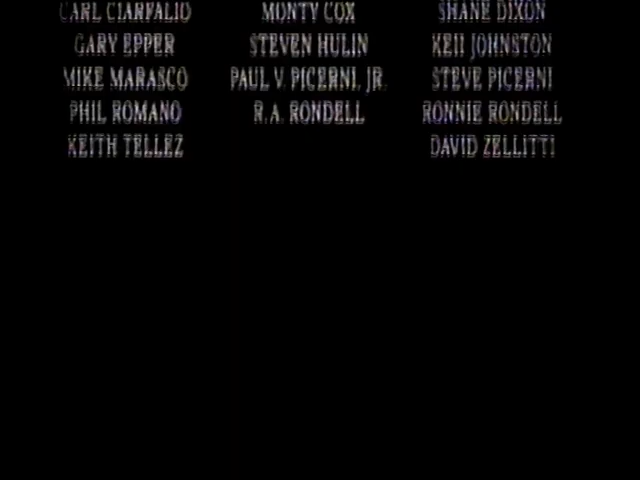 CARL CIARFALIO MONTY COX SHANE DIXON
GARY EPPER STEVEN HULIN KEII JOHNSTON
MIKE MARASCO PAUL V. PICERNI, JR. STEVE PICERNI
PHIL ROMANO R.A. RONDELL RONNIE RONDELL
KEITH TELLEZ DAVID ZELLITTI